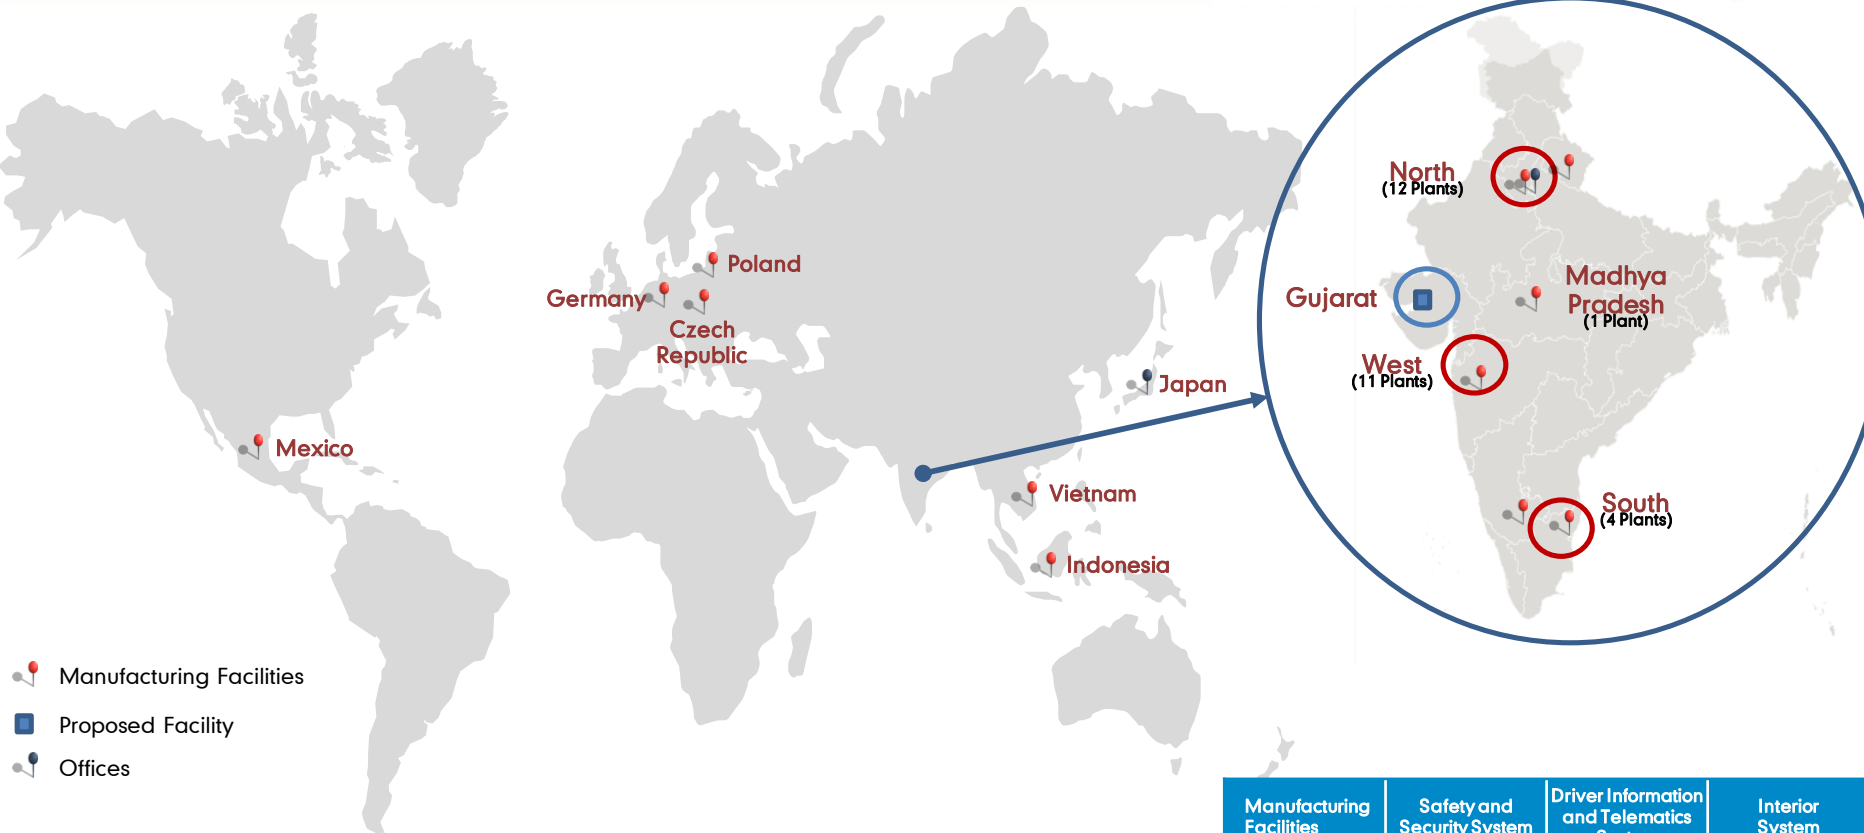 North
(12 Plants)
Poland
Germany
Czech
Republic
Madhya
Pradesh
(1 Plant)
Gujarat
West
(11 Plants)
Japan
Mexico
Vietnam
South
(4 Plants)
Indonesia
Manufacturing Facilities
Proposed Facility
Offices
Manufacturing
Facilities
Safety and
Security System
Driver Information
and Telematics
Interior
System